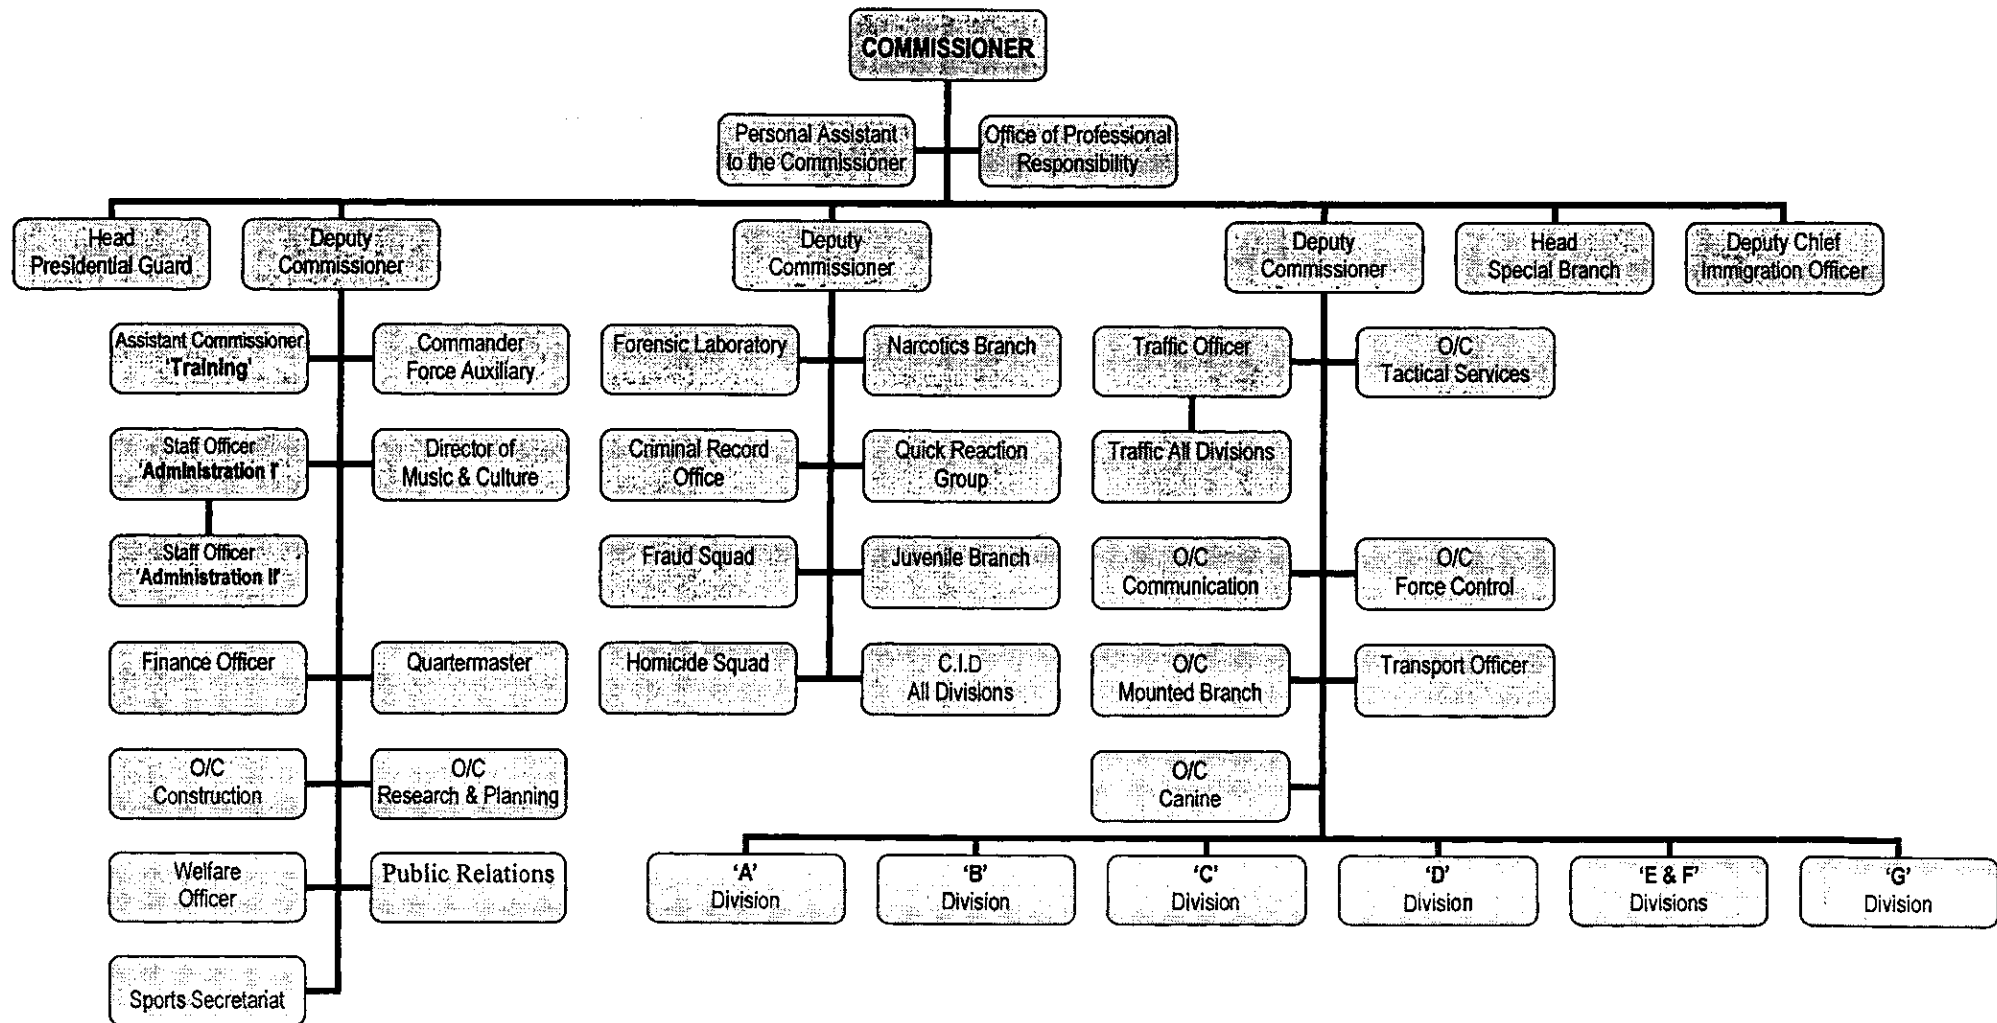 COMMISSIONER
Personal Assistant
to the Commissioner
Office of Professional
Responsibility
Head
Presidential Guard
Deputy
Commissioner
Deputy
Commissioner
Deputy
Commissioner
Head
Special Branch
Deputy Chief
Immigration Officer
Assistant Commissioner
'Training'
Commander
Force Auxiliary
Forensic Laboratory
Narcotics Branch
Traffic Officer
O/C
Tactical Services
Staff Officer
'Administration I'
Director of
Music & Culture
Criminal Record
Office
Quick Reaction
Group
Traffic All Divisions
Staff Officer
'Administration II'
Fraud Squad
Juvenile Branch
O/C
Communication
O/C
Force Control
Finance Officer
Quartermaster
Homicide Squad
C.I.D
All Divisions
O/C
Mounted Branch
Transport Officer
O/C
Construction
O/C
Research & Planning
O/C
Canine
Welfare
Officer
Public Relations
'A'
Division
'B'
Division
'C'
Division
'D'
Division
'E & F'
Divisions
'G'
Division
Sports Secretariat